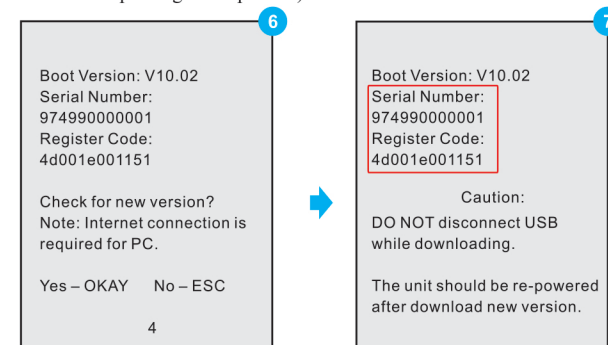 6
Boot Version: V10.02
Serial Number:
974990000001
Register Code:
4d001e001151
Check for new version?
Note: Internet connection is
required for PC.
Yes – OKAY No – ESC
4
7
Boot Version: V10.02
Serial Number:
974990000001
Register Code:
4d001e001151
Caution:
DO NOT disconnect USB
while downloading.
The unit should be re-powered
after download new version.